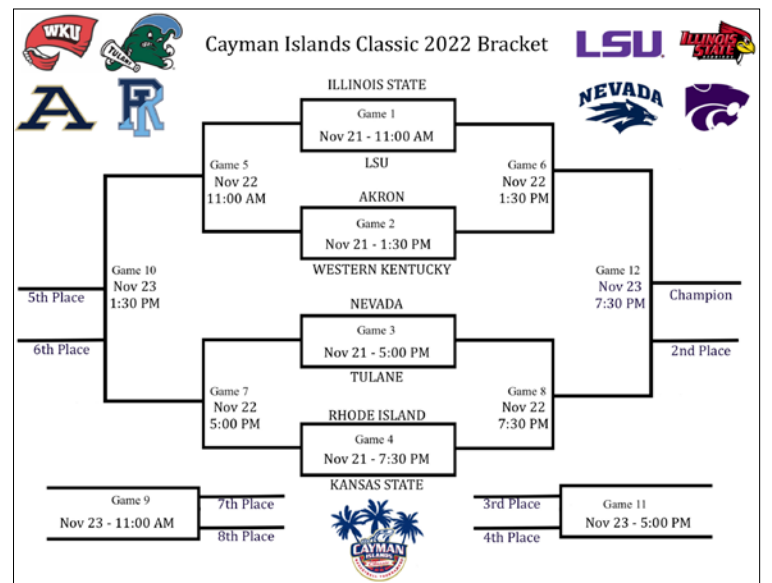 WKU
TULANE
Cayman Islands Classic 2022 Bracket
LSU
ILLINOIS STATE
A
RI
NEVADA
ILLINOIS STATE
Game 1
Nov 21 - 11:00 AM
LSU
Game 5
Nov 22
11:00 AM
Game 6
Nov 22
1:30 PM
AKRON
Game 2
Nov 21 - 1:30 PM
WESTERN KENTUCKY
Game 10
Nov 23
1:30 PM
Game 12
Nov 23
7:30 PM
5th Place
6th Place
Champion
2nd Place
NEVADA
Game 3
Nov 21 - 5:00 PM
TULANE
Game 7
Nov 22
5:00 PM
Game 8
Nov 22
7:30 PM
RHODE ISLAND
Game 4
Nov 21 - 7:30 PM
KANSAS STATE
Game 9
Nov 23 - 11:00 AM
7th Place
8th Place
3rd Place
4th Place
Game 11
Nov 23 - 5:00 PM
CAYMAN
ISLANDS